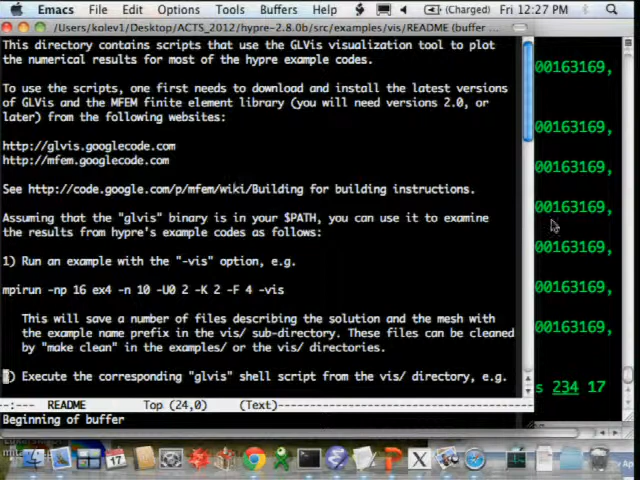 Emacs File Edit Options Tools Buffers Help (Charged) Fri 12:27 PM
/Users/kolev1/Desktop/ACTS_2012/hypre-2.8.0b/src/examples/vis/README (buffer ...
This directory contains scripts that use the GLVis visualization tool to plot
the numerical results for most of the hypre example codes.
To use the scripts, one first needs to download and install the latest versions
of GLVis and the MFEM finite element library (you will need versions 2.0, or
later) from the following websites:
http://glvis.googlecode.com
http://mfem.googlecode.com
See http://code.google.com/p/mfem/wiki/Building for building instructions.
Assuming that the "glvis" binary is in your $PATH, you can use it to examine
the results from hypre's example codes as follows:
1) Run an example with the "-vis" option, e.g.
mpirun -np 16 ex4 -n 10 -U0 2 -K 2 -F 4 -vis
This will save a number of files describing the solution and the mesh with
the example name prefix in the vis/ sub-directory. These files can be cleaned
by "make clean" in the examples/ or the vis/ directories.
) Execute the corresponding "glvis" shell script from the vis/ directory, e.g.
--:--- README Top (24,0) (Text)
Beginning of buffer
00163169,
00163169,
00163169,
00163169,
00163169,
00163169,
00163169,
s 234 17
17